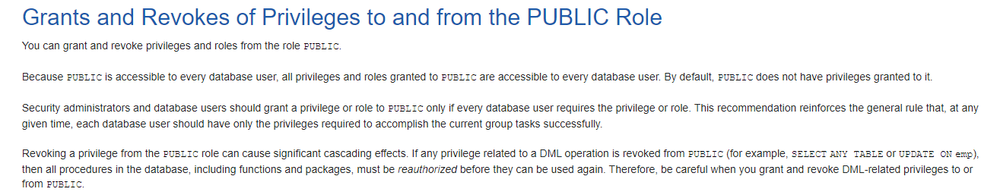 Grants and Revokes of Privileges to and from the PUBLIC Role
You can grant and revoke privileges and roles from the role PUBLIC.
Because PUBLIC is accessible to every database user, all privileges and roles granted to PUBLIC are accessible to every database user. By default, PUBLIC does not have privileges granted to it.
Security administrators and database users should grant a privilege or role to PUBLIC only if every database user requires the privilege or role. This recommendation reinforces the general rule that, at any
given time, each database user should have only the privileges required to accomplish the current group tasks successfully.
Revoking a privilege from the PUBLIC role can cause significant cascading effects. If any privilege related to a DML operation is revoked from PUBLIC (for example, SELECT ANY TABLE or UPDATE ON emp),
then all procedures in the database, including functions and packages, must be reauthorized before they can be used again. Therefore, be careful when you grant and revoke DML-related privileges to or
from PUBLIC.